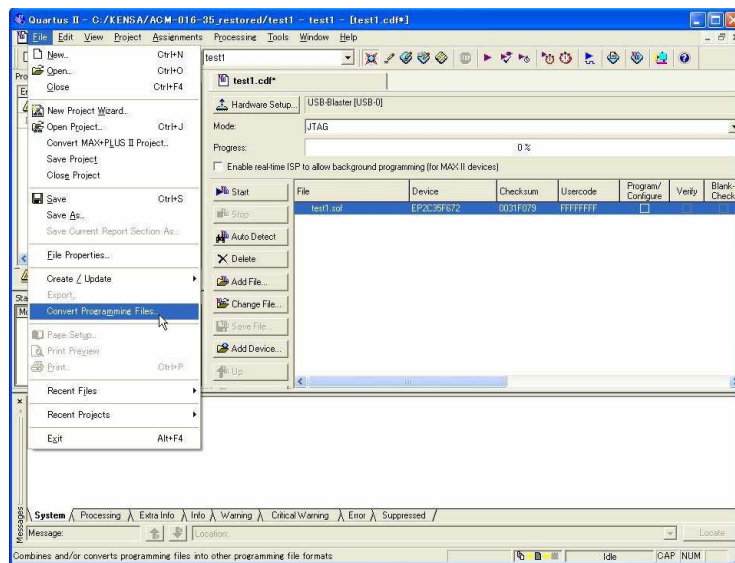 Quartus II - C:/KENSA/ACM-016-35_restored/test1 - test1 - [test1.cdf*]
File Edit View Project Assignments Processing Tools Window Help
New... Ctrl+N
Open... Ctrl+O
Close Ctrl+F4
New Project Wizard...
Open Project... Ctrl+J
Convert MAX+PLUS II Project...
Save Project
Close Project
Save Ctrl+S
Save As...
Save Current Report Section As...
File Properties...
Create / Update
Export...
Convert Programming Files...
Page Setup...
Print Preview
Print... Ctrl+P
Recent Files
Recent Projects
Exit Alt+F4
test1
test1.cdf*
Hardware Setup... USB-Blaster [USB-0]
Mode: JTAG
Progress: 0 %
Enable real-time ISP to allow background programming (for MAX II devices)
Start
Stop
Auto Detect
Delete
Add File...
Change File...
Save File...
Add Device...
Up
File Device Checksum Usercode Program/Configure Verify Blank-Check
test1.sof EP2C35F672 0031F079 FFFFFFFF
System Processing Extra Info Info Warning Critical Warning Error Suppressed
Messages
Message: Location: Locate
Combines and/or converts programming files into other programming file formats Idle CAP NUM